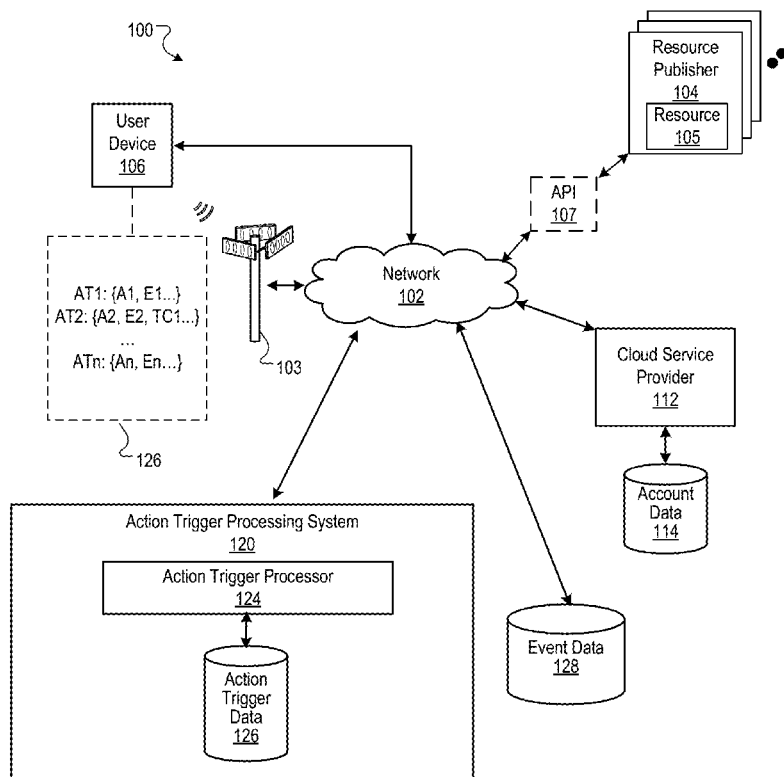 100
Resource
Publisher
104
Resource
105
User
Device
106
API
107
Network
102
AT1: {A1, E1...}
AT2: {A2, E2, TC1...}
...
ATn: {An, En...}
103
126
Cloud Service
Provider
112
Account
Data
114
Action Trigger Processing System
120
Action Trigger Processor
124
Action
Trigger
Data
126
Event Data
128